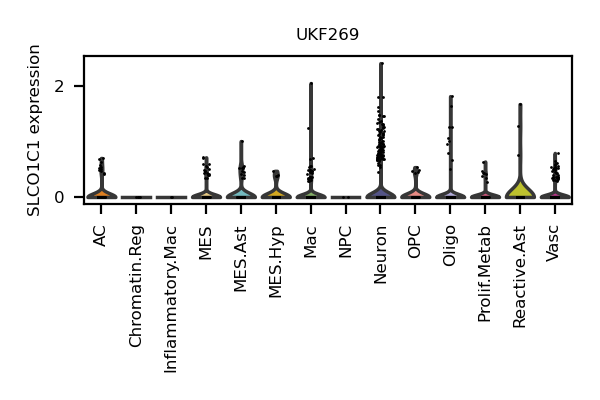 UKF269
SLCO1C1 expression
2
0
AC
Chromatin.Reg
Inflammatory.Mac
MES
MES.Ast
MES.Hyp
Mac
NPC
Neuron
OPC
Oligo
Prolif.Metab
Reactive.Ast
Vasc